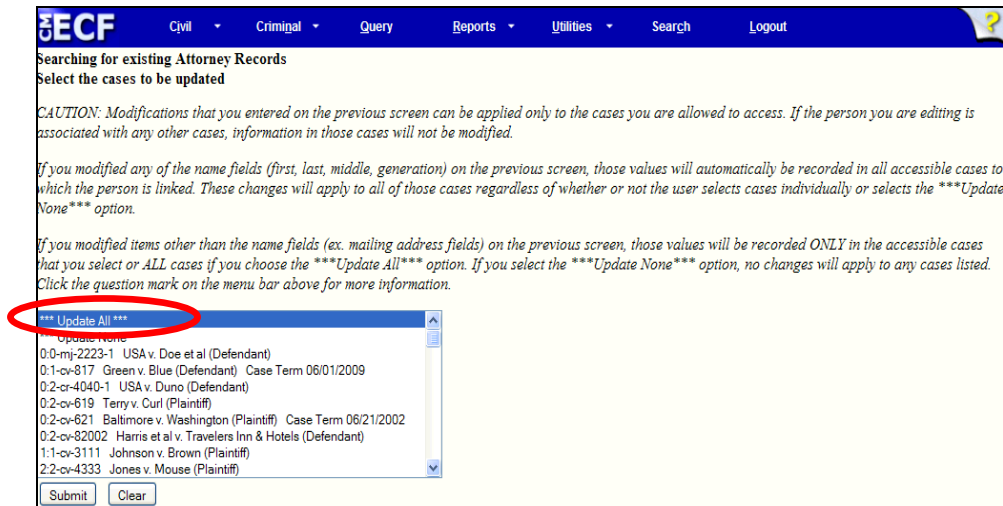 CM ECF Civil Criminal Query Reports Utilities Search Logout ?
Searching for existing Attorney Records
Select the cases to be updated
CAUTION: Modifications that you entered on the previous screen can be applied only to the cases you are allowed to access. If the person you are editing is
associated with any other cases, information in those cases will not be modified.
If you modified any of the name fields (first, last, middle, generation) on the previous screen, those values will automatically be recorded in all accessible cases to
which the person is linked. These changes will apply to all of those cases regardless of whether or not the user selects cases individually or selects the ***Update
None*** option.
If you modified items other than the name fields (ex. mailing address fields) on the previous screen, those values will be recorded ONLY in the accessible cases
that you select or ALL cases if you choose the ***Update All*** option. If you select the ***Update None*** option, no changes will apply to any cases listed.
Click the question mark on the menu bar above for more information.
*** Update All ***
*** Update None
0:0-mj-2223-1 USA v. Doe et al (Defendant)
0:1-cv-817 Green v. Blue (Defendant) Case Term 06/01/2009
0:2-cr-4040-1 USA v. Duno (Defendant)
0:2-cv-619 Terry v. Curl (Plaintiff)
0:2-cv-621 Baltimore v. Washington (Plaintiff) Case Term 06/21/2002
0:2-cv-82002 Harris et al v. Travelers Inn & Hotels (Defendant)
1:1-cv-3111 Johnson v. Brown (Plaintiff)
2:2-cv-4333 Jones v. Mouse (Plaintiff)
Submit Clear